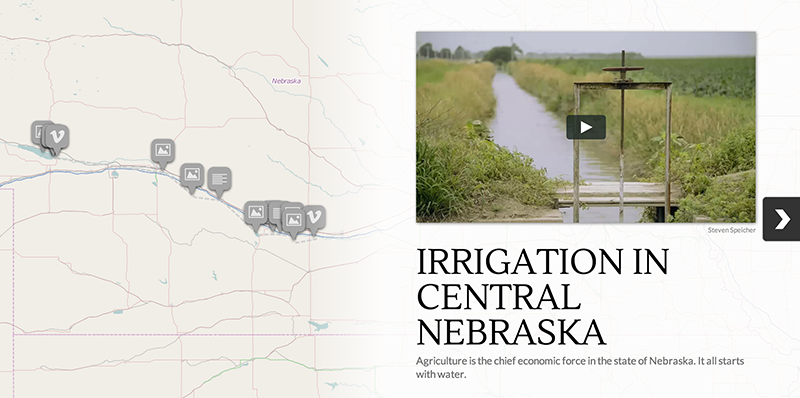 Nebraska
Steven Speicher
IRRIGATION IN
CENTRAL
NEBRASKA
Agriculture is the chief economic force in the state of Nebraska. It all starts
with water.